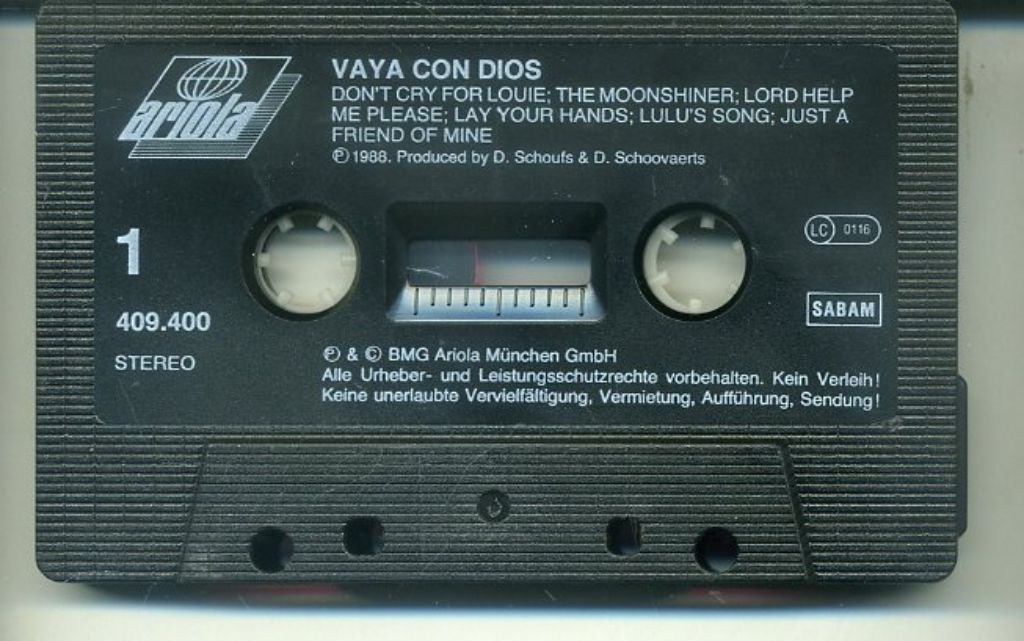 ariola
VAYA CON DIOS
DON'T CRY FOR LOUIE; THE MOONSHINER; LORD HELP
ME PLEASE; LAY YOUR HANDS; LULU'S SONG; JUST A
FRIEND OF MINE
℗ 1988. Produced by D. Schoufs & D. Schoovaerts
1
LC 0116
409.400
SABAM
STEREO
℗ & © BMG Ariola München GmbH
Alle Urheber- und Leistungsschutzrechte vorbehalten. Kein Verleih!
Keine unerlaubte Vervielfältigung, Vermietung, Aufführung, Sendung!